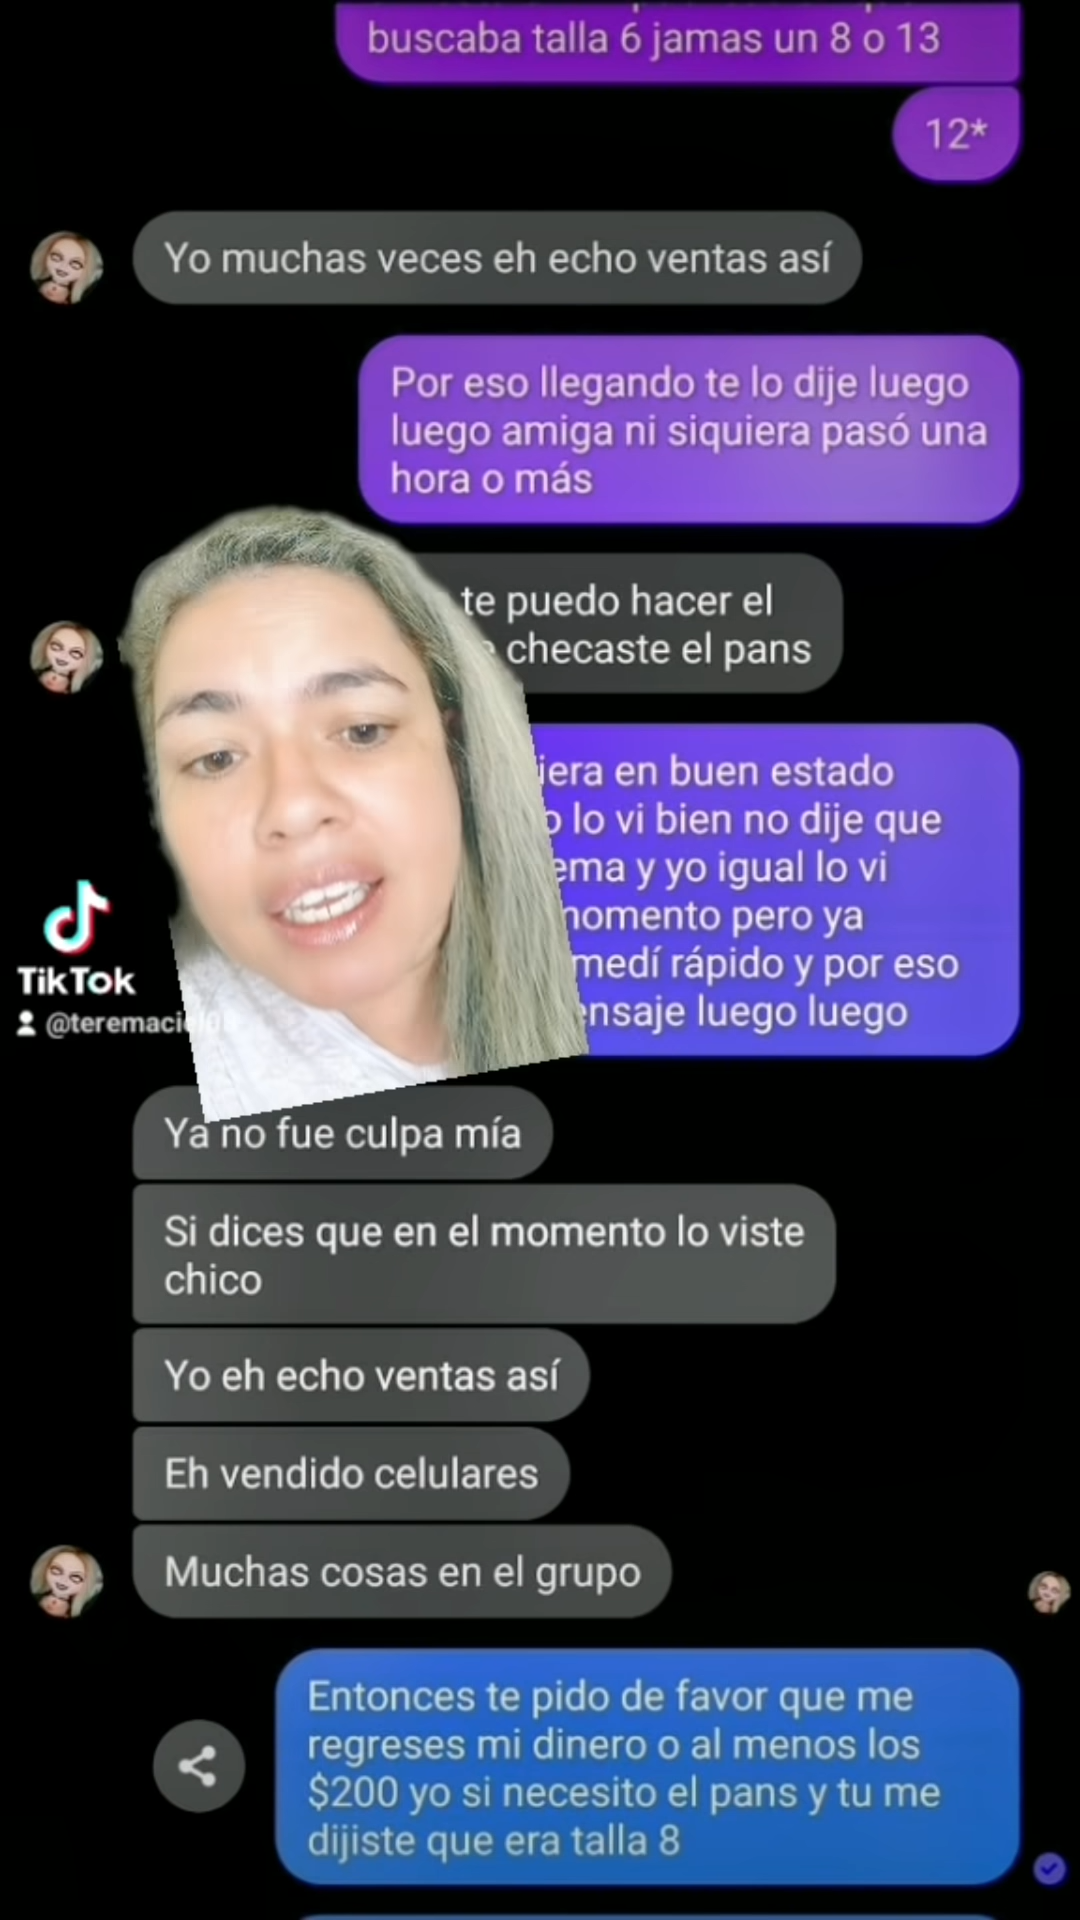 buscaba talla 6 jamas un 8 o 13
12*
Yo muchas veces eh echo ventas así
Por eso llegando te lo dije luego
luego amiga ni siquiera pasó una
hora o más
te puedo hacer el
checaste el pans
en buen estado
lo vi bien no dije que
y yo igual lo vi
pero ya
medí rápido y por eso
luego luego
TikTok
Ya no fue culpa mía
Si dices que en el momento lo viste
chico
Yo eh echo ventas así
Eh vendido celulares
Muchas cosas en el grupo
Entonces te pido de favor que me
regreses mi dinero o al menos los
$200 yo si necesito el pans y tu me
dijiste que era talla 8